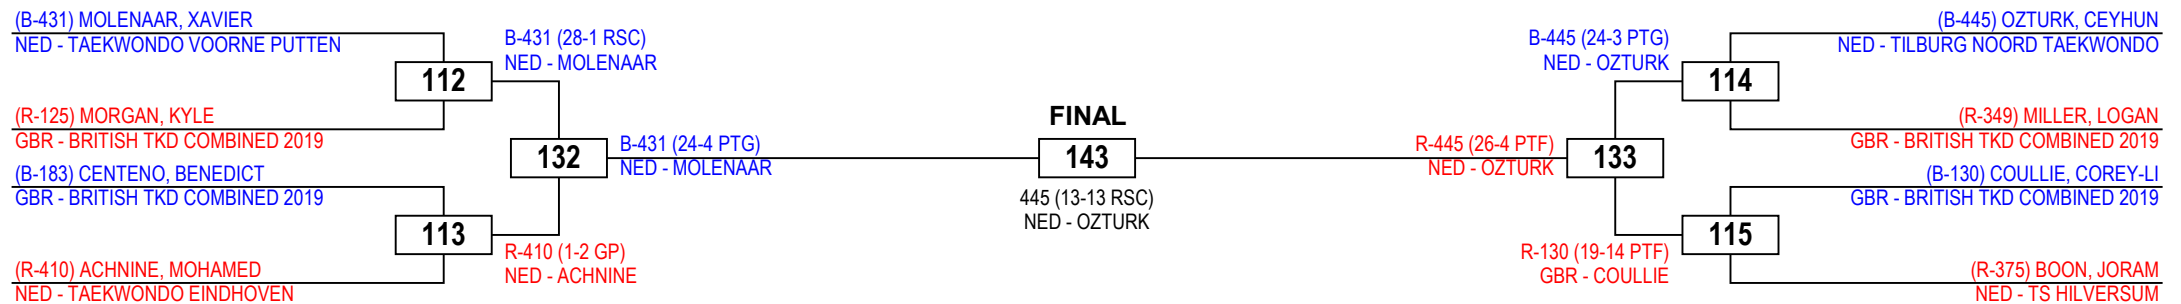 (B-431) MOLENAAR, XAVIER
NED - TAEKWONDO VOORNE PUTTEN
B-431 (28-1 RSC)
NED - MOLENAAR
112
(R-125) MORGAN, KYLE
GBR - BRITISH TKD COMBINED 2019
132
B-431 (24-4 PTG)
NED - MOLENAAR
(B-183) CENTENO, BENEDICT
GBR - BRITISH TKD COMBINED 2019
113
R-410 (1-2 GP)
NED - ACHNINE
(R-410) ACHNINE, MOHAMED
NED - TAEKWONDO EINDHOVEN
FINAL
143
445 (13-13 RSC)
NED - OZTURK
(B-445) OZTURK, CEYHUN
NED - TILBURG NOORD TAEKWONDO
B-445 (24-3 PTG)
NED - OZTURK
114
(R-349) MILLER, LOGAN
GBR - BRITISH TKD COMBINED 2019
R-445 (26-4 PTF)
NED - OZTURK
133
(B-130) COULLIE, COREY-LI
GBR - BRITISH TKD COMBINED 2019
115
R-130 (19-14 PTF)
GBR - COULLIE
(R-375) BOON, JORAM
NED - TS HILVERSUM